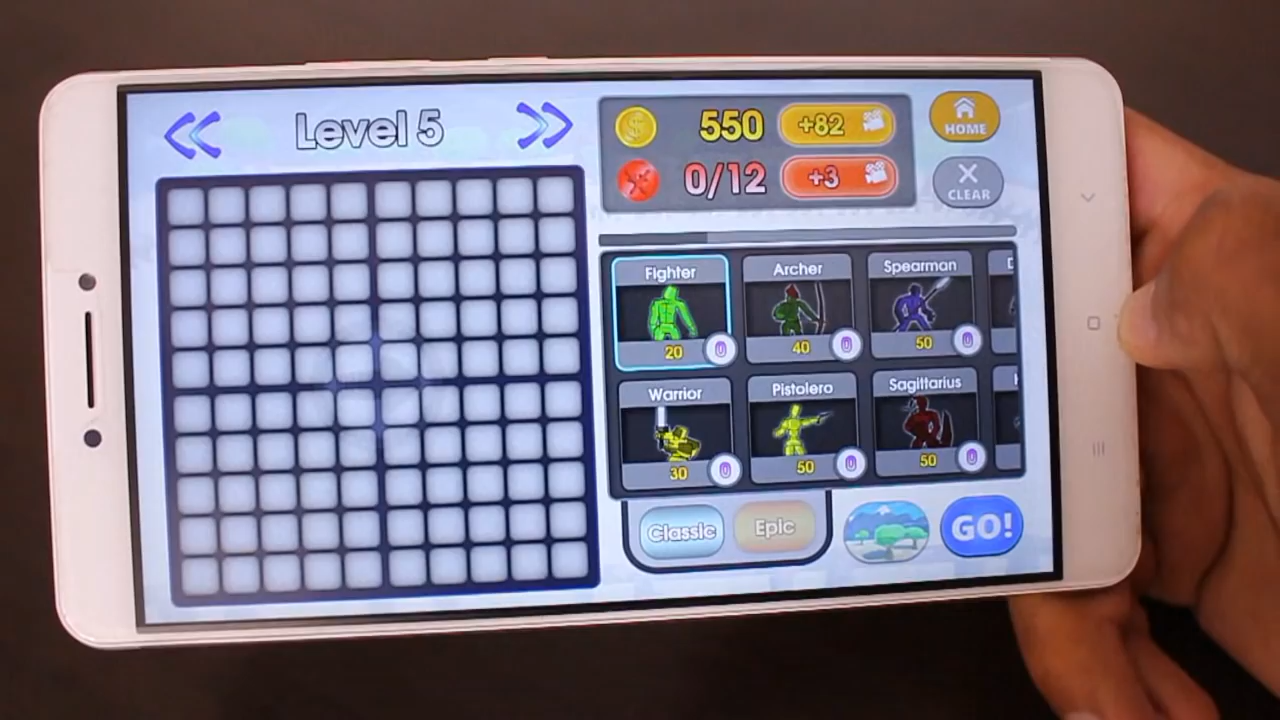 Level 5
550
+82
HOME
0/12
+3
CLEAR
Fighter
20
0
Archer
40
0
Spearman
50
0
Warrior
30
0
Pistolero
50
0
Sagittarius
50
0
Classic
Epic
GO!